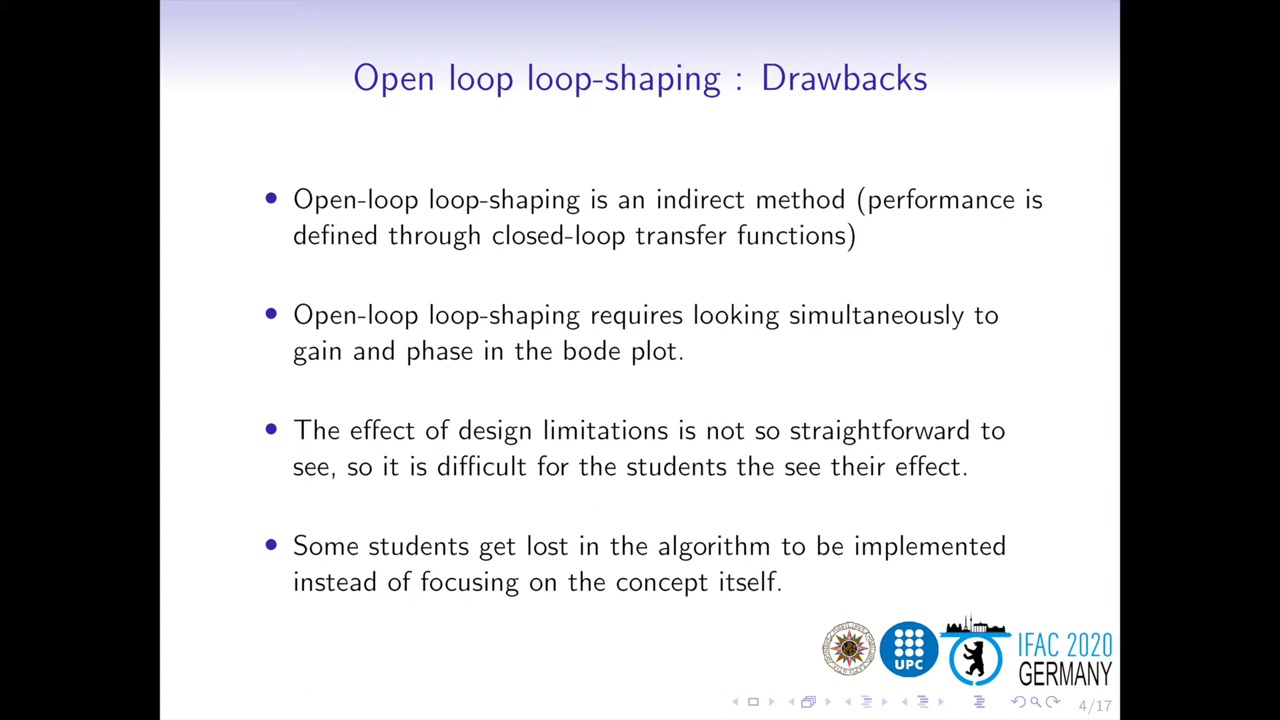 Open loop loop-shaping : Drawbacks
• Open-loop loop-shaping is an indirect method (performance is
defined through closed-loop transfer functions)
• Open-loop loop-shaping requires looking simultaneously to
gain and phase in the bode plot.
• The effect of design limitations is not so straightforward to
see, so it is difficult for the students the see their effect.
• Some students get lost in the algorithm to be implemented
instead of focusing on the concept itself.
UPC
IFAC 2020
GERMANY
4/17